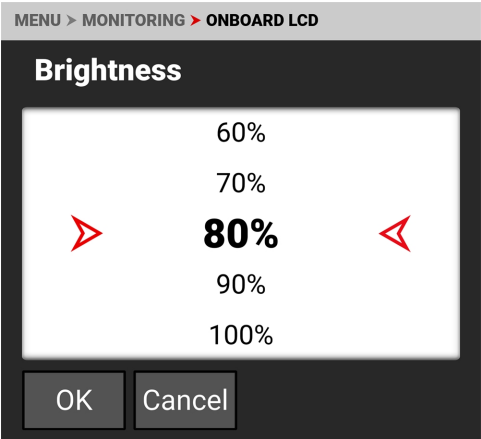 MENU > MONITORING > ONBOARD LCD
Brightness
60%
70%
80%
90%
100%
OK Cancel